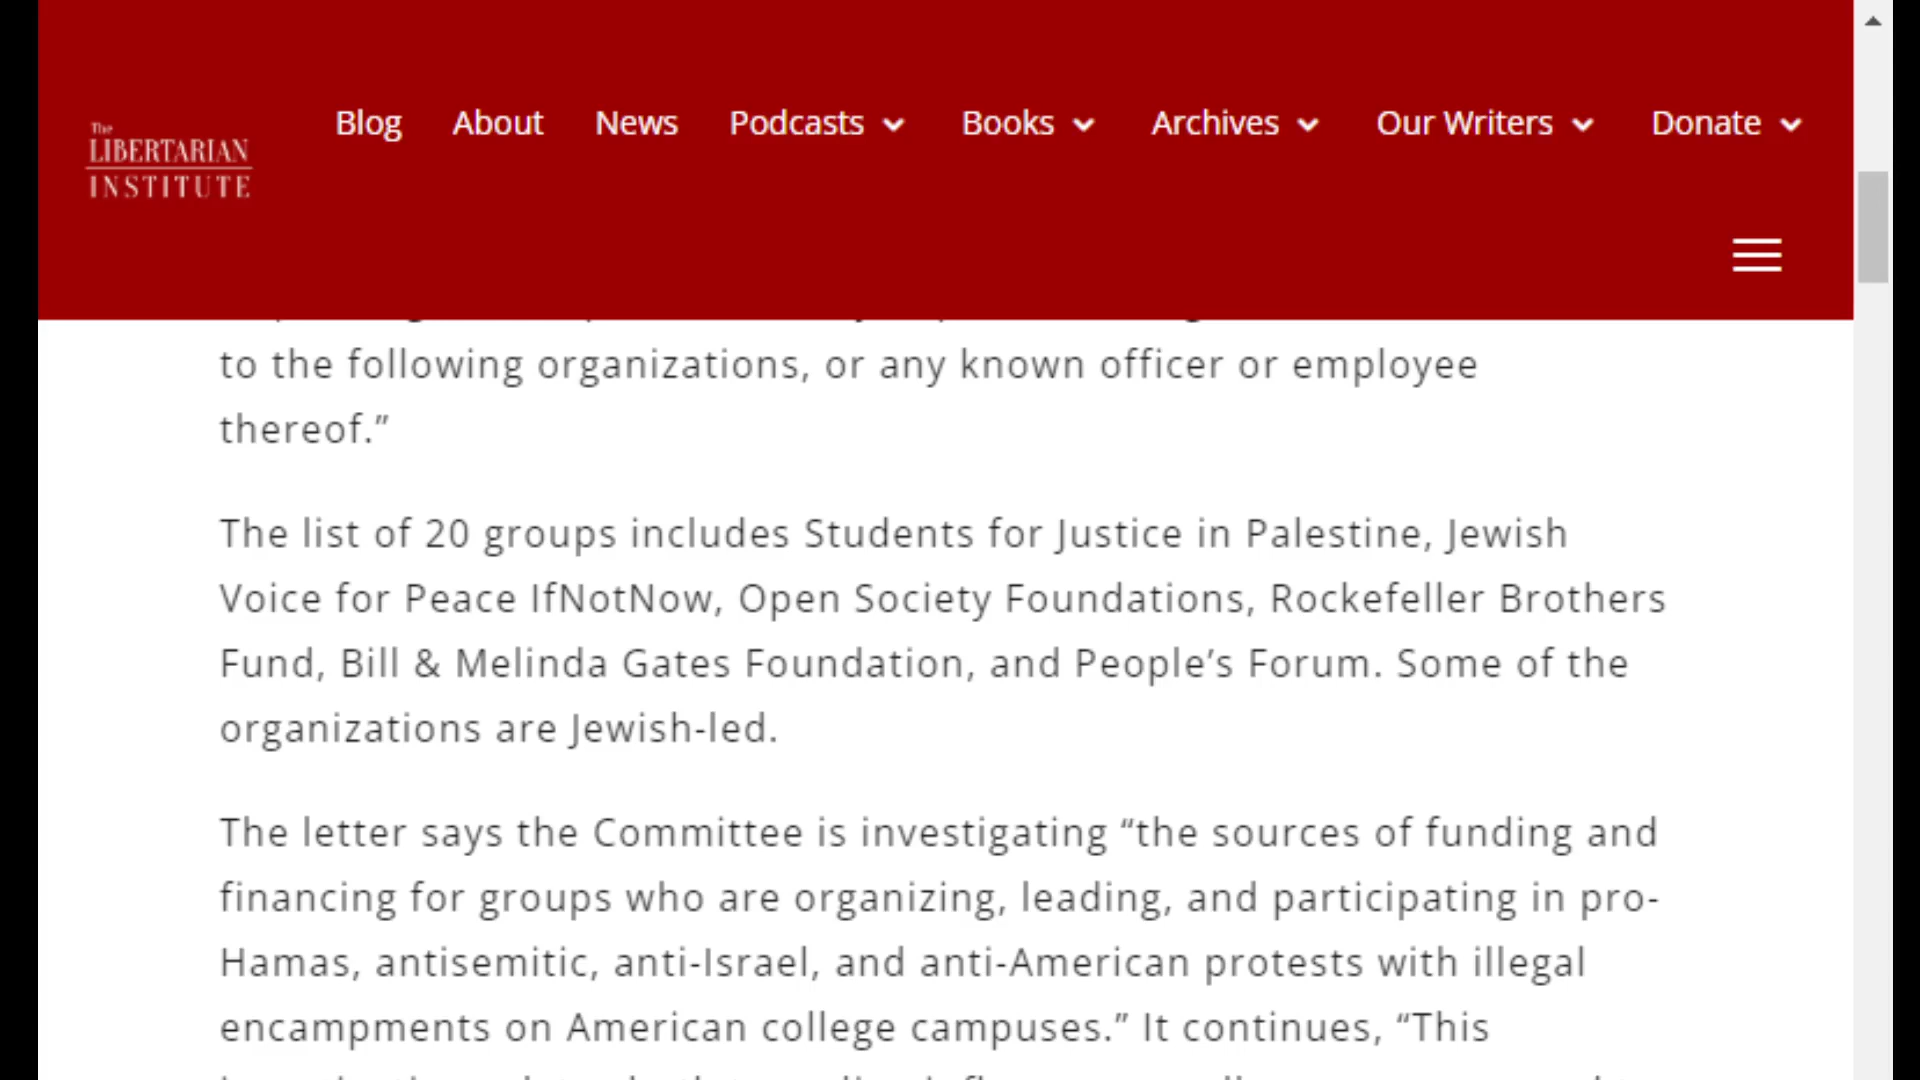 The
LIBERTARIAN
INSTITUTE
Blog
About
News
Podcasts
Books
Archives
Our Writers
Donate
to the following organizations, or any known officer or employee
thereof.”
The list of 20 groups includes Students for Justice in Palestine, Jewish
Voice for Peace IfNotNow, Open Society Foundations, Rockefeller Brothers
Fund, Bill & Melinda Gates Foundation, and People’s Forum. Some of the
organizations are Jewish-led.
The letter says the Committee is investigating “the sources of funding and
financing for groups who are organizing, leading, and participating in pro-
Hamas, antisemitic, anti-Israel, and anti-American protests with illegal
encampments on American college campuses.” It continues, “This